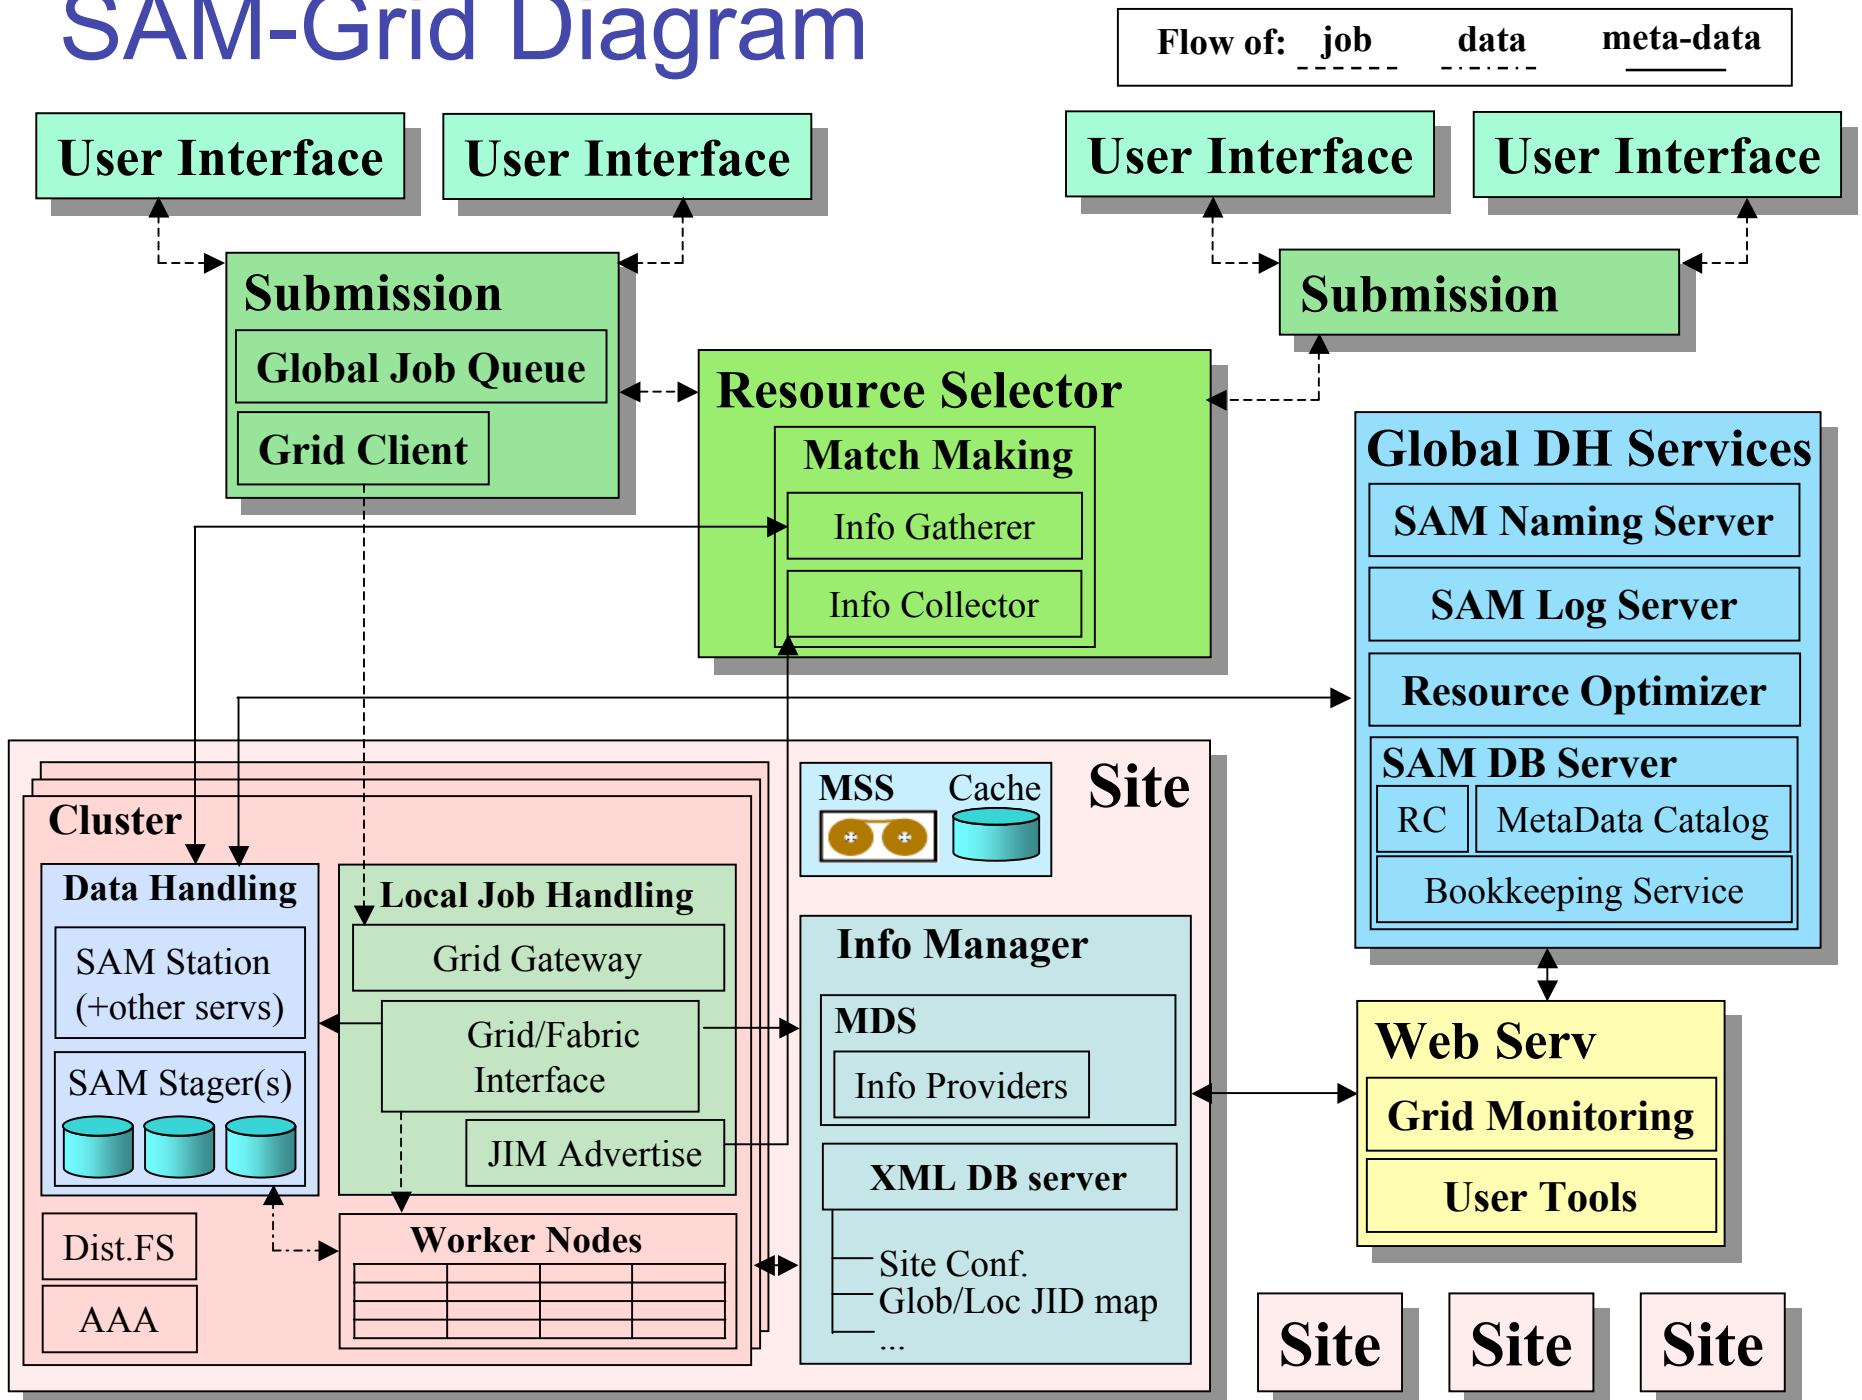 SAM-Grid Diagram
Flow of: job data meta-data
User Interface
User Interface
User Interface
User Interface
Submission
Global Job Queue
Grid Client
Submission
Resource Selector
Match Making
Info Gatherer
Info Collector
Global DH Services
SAM Naming Server
SAM Log Server
Resource Optimizer
SAM DB Server
RC
MetaData Catalog
Bookkeeping Service
Site
MSS
Cache
Cluster
Data Handling
SAM Station
(+other servs)
SAM Stager(s)
Local Job Handling
Grid Gateway
Grid/Fabric
Interface
JIM Advertise
Dist.FS
AAA
Worker Nodes
Info Manager
MDS
Info Providers
XML DB server
Site Conf.
Glob/Loc JID map
...
Web Serv
Grid Monitoring
User Tools
Site
Site
Site